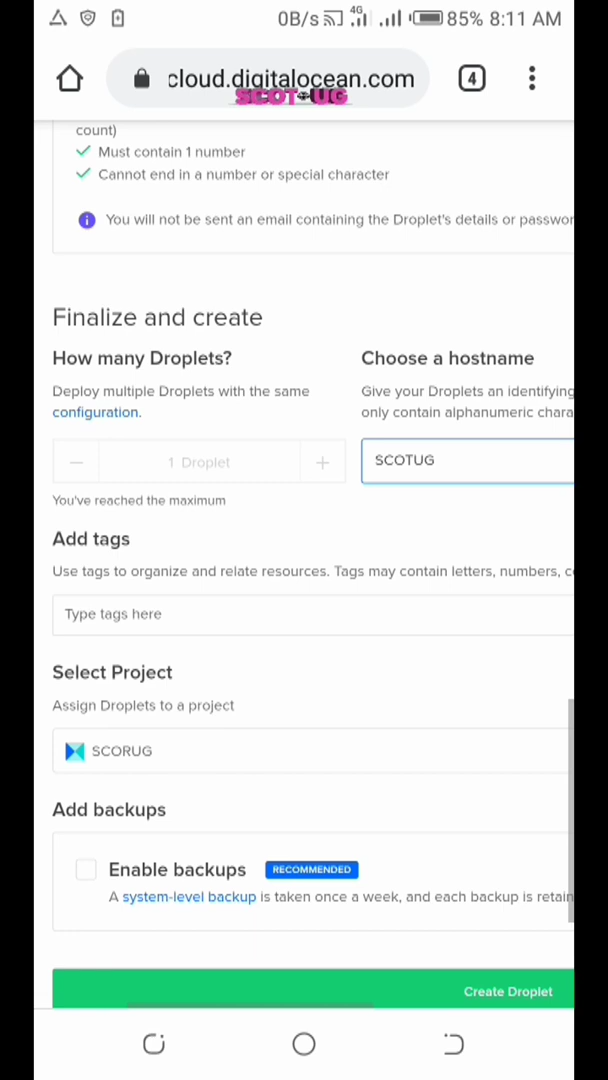 0B/s 4G 85% 8:11 AM
cloud.digitalocean.com
4
SCOT UG
count)
Must contain 1 number
Cannot end in a number or special character
You will not be sent an email containing the Droplet's details or passwor
Finalize and create
How many Droplets?
Deploy multiple Droplets with the same
configuration.
1 Droplet
You've reached the maximum
Choose a hostname
Give your Droplets an identifying
only contain alphanumeric chara
SCOTUG
Add tags
Use tags to organize and relate resources. Tags may contain letters, numbers, c
Type tags here
Select Project
Assign Droplets to a project
SCORUG
Add backups
Enable backups RECOMMENDED
A system-level backup is taken once a week, and each backup is retain
Create Droplet